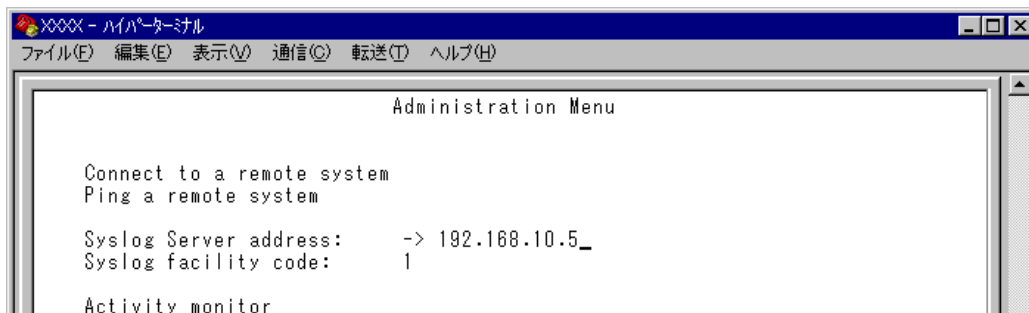 XXXX - ハイパーターミナル
ファイル(F) 編集(E) 表示(V) 通信(C) 転送(T) ヘルプ(H)
Administration Menu
Connect to a remote system
Ping a remote system
Syslog Server address: -> 192.168.10.5_
Syslog facility code: 1
Activity monitor